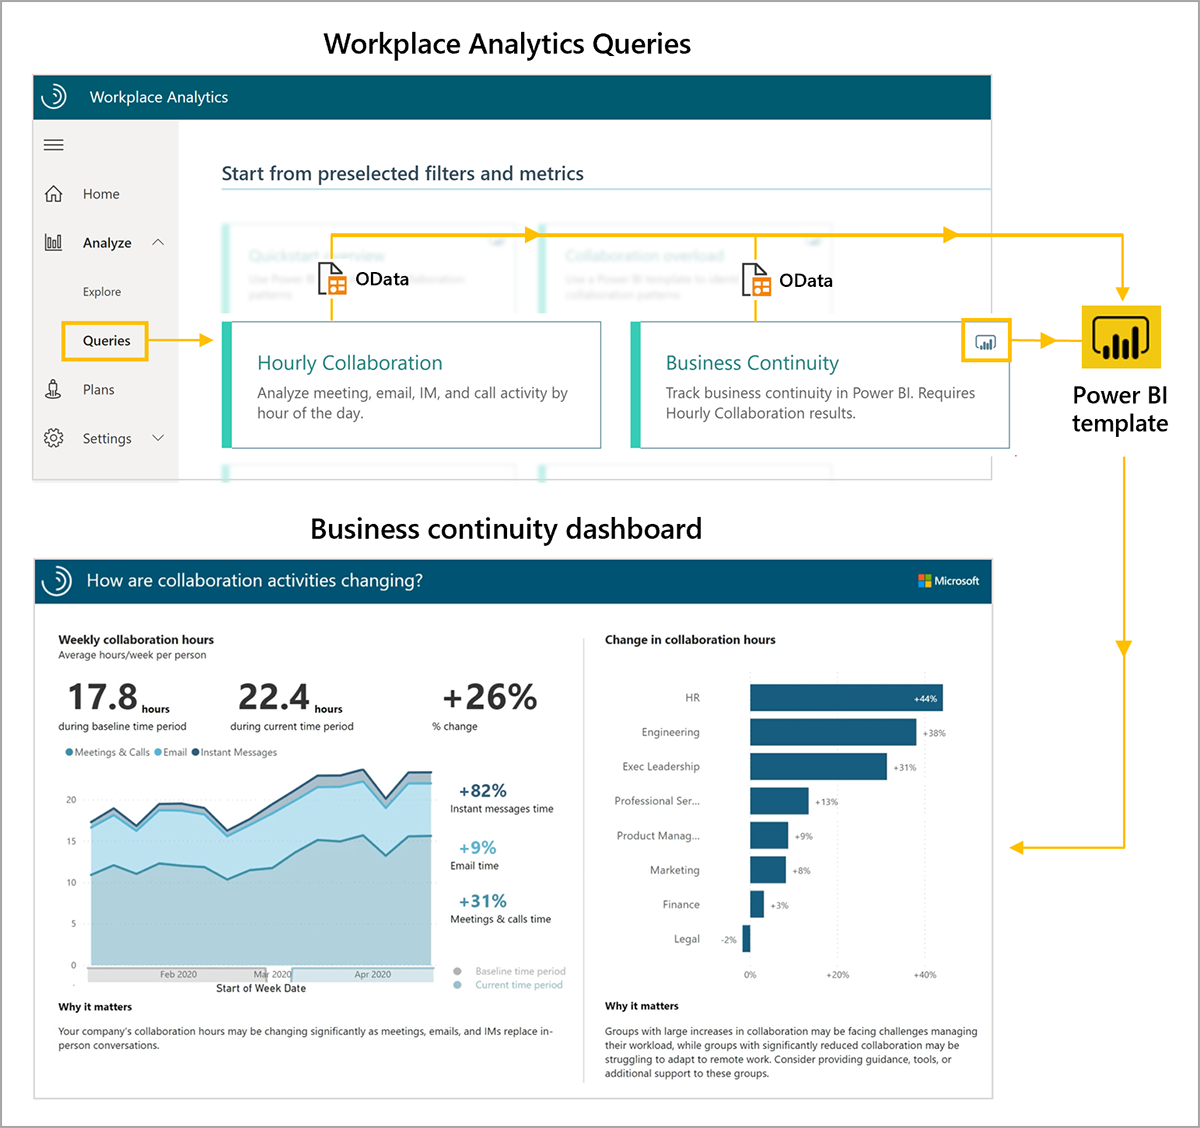 Workplace Analytics Queries
Workplace Analytics
Start from preselected filters and metrics
Home
Analyze
Explore
Queries
Plans
Settings
Quickstart overview
Collaboration overload
OData
OData
Hourly Collaboration
Analyze meeting, email, IM, and call activity by
hour of the day.
Business Continuity
Track business continuity in Power BI. Requires
Hourly Collaboration results.
Power BI
template
Business continuity dashboard
How are collaboration activities changing?
Microsoft
Weekly collaboration hours
Average hours/week per person
17.8 hours
during baseline time period
22.4 hours
during current time period
+26%
% change
Meetings & Calls Email Instant Messages
20
15
10
5
0
Feb 2020 Mar 2020 Apr 2020
Start of Week Date
+82%
Instant messages time
+9%
Email time
+31%
Meetings & calls time
Baseline time period
Current time period
Why it matters
Your company's collaboration hours may be changing significantly as meetings, emails, and IMs replace in-
person conversations.
Change in collaboration hours
HR +44%
Engineering +38%
Exec Leadership +31%
Professional Ser... +13%
Product Manag... +9%
Marketing +8%
Finance +3%
Legal -2%
0% +20% +40%
Why it matters
Groups with large increases in collaboration may be facing challenges managing
their workload, while groups with significantly reduced collaboration may be
struggling to adapt to remote work. Consider providing guidance, tools, or
additional support to these groups.